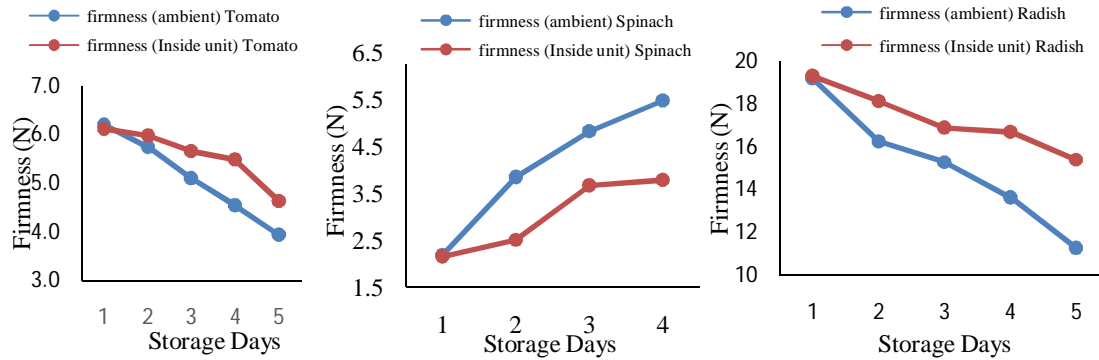 firmness (ambient) Tomato
firmness (Inside unit) Tomato
7.0
6.0
5.0
4.0
3.0
Firmness (N)
1 2 3 4 5
Storage Days
firmness (ambient) Spinach
firmness (Inside unit) Spinach
6.5
5.5
4.5
3.5
2.5
1.5
Firmness (N)
1 2 3 4
Storage Days
firmness (ambient) Radish
firmness (Inside unit) Radish
20
18
16
14
12
10
Firmness (N)
1 2 3 4 5
Storage Days